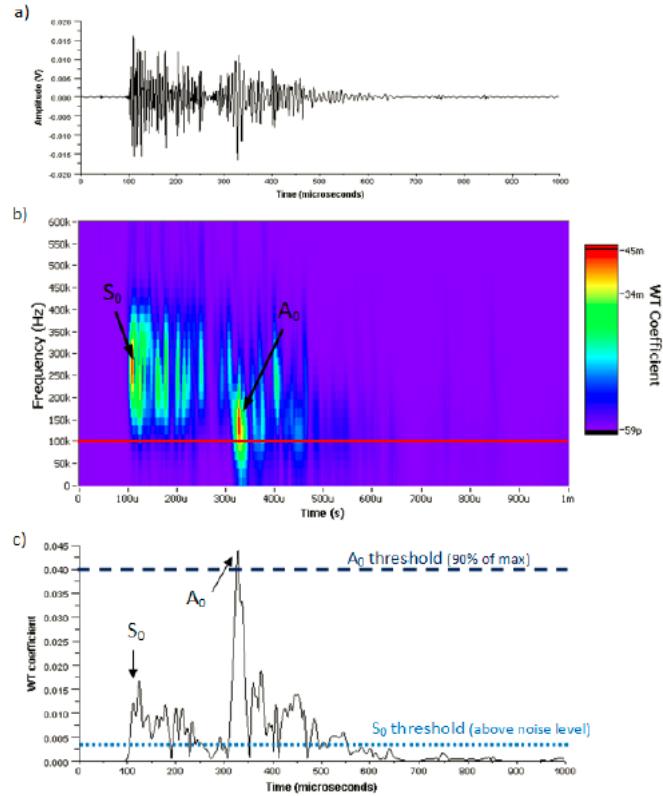 a)
0.020
0.015
0.010
0.005
0.000
-0.005
-0.010
-0.015
-0.020
Amplitude (V)
0 100 200 300 400 500 600 700 800 900 1000
Time (microseconds)
b)
600k
550k
500k
450k
400k
350k
300k
250k
200k
150k
100k
50k
0
Frequency (Hz)
S0
A0
45m
34m
59p
WT Coefficient
0 100u 200u 300u 400u 500u 600u 700u 800u 900u 1m
Time (s)
c)
0.045
0.040
0.035
0.030
0.025
0.020
0.015
0.010
0.005
0.000
WT coefficient
A0 threshold (90% of max)
A0
S0
S0 threshold (above noise level)
0 100 200 300 400 500 600 700 800 900 1000
Time (microseconds)